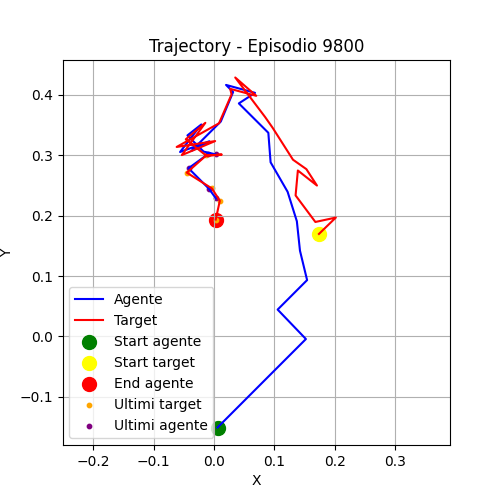 Trajectory - Episodio 9800
0.4
0.3
0.2
0.1
0.0
−0.1
Y
Agente
Target
Start agente
Start target
End agente
Ultimi target
Ultimi agente
−0.2
−0.1
0.0
0.1
0.2
0.3
X